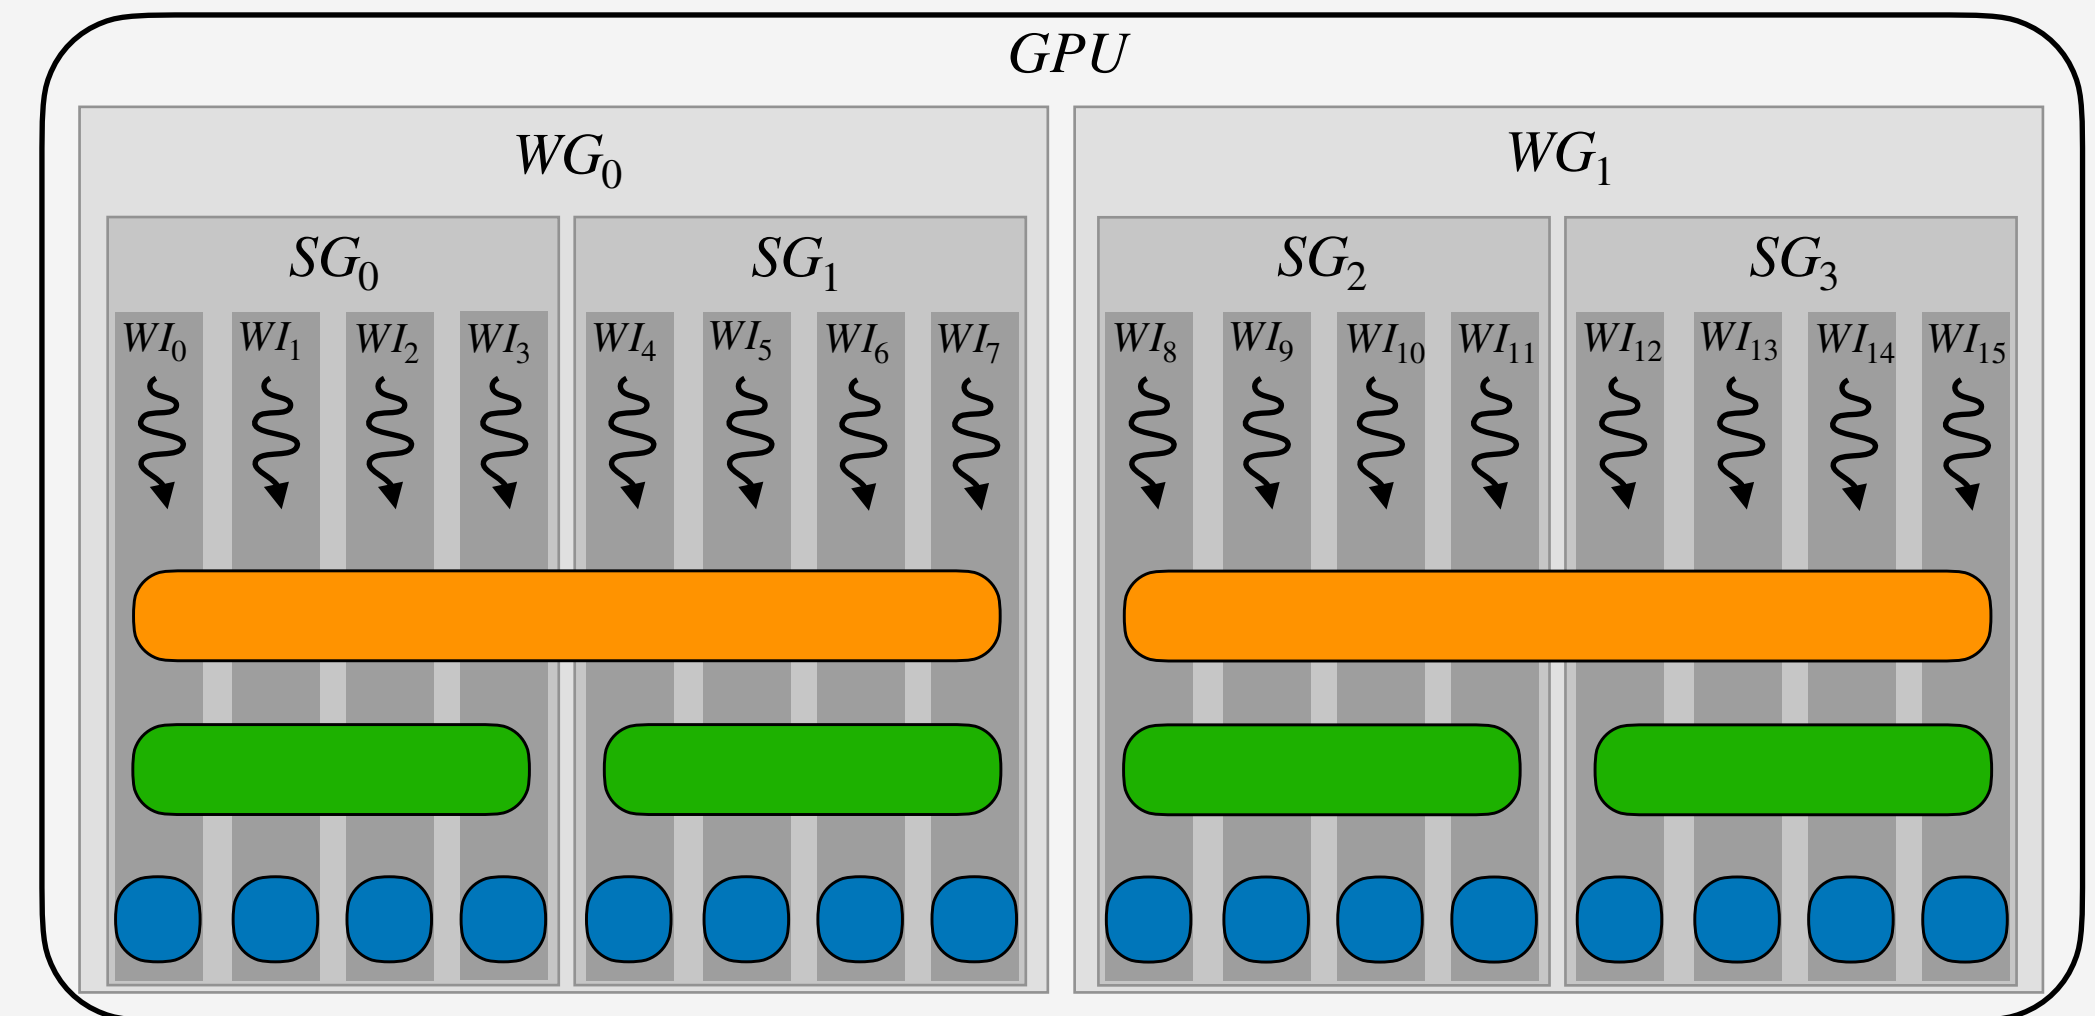 GPU
WG₀ WG₁
SG₀ SG₁ SG₂ SG₃
WI₀ WI₁ WI₂ WI₃ WI₄ WI₅ WI₆ WI₇ WI₈ WI₉ WI₁₀ WI₁₁ WI₁₂ WI₁₃ WI₁₄ WI₁₅